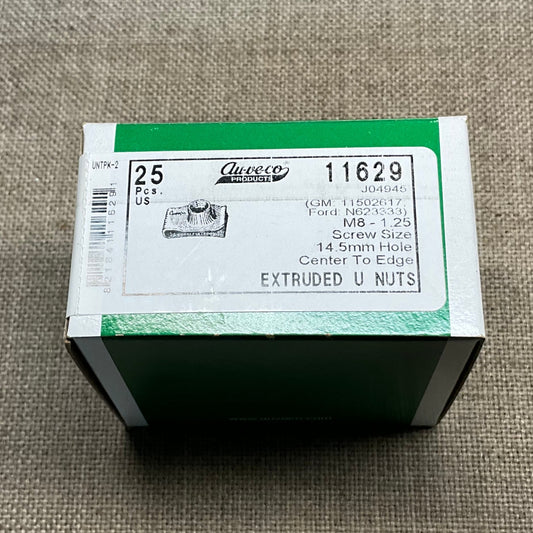 UNTPK-2
25
Pcs.
US
Au-ve-co
PRODUCTS
11629
J04945
(GM: 11502617,
Ford: N623333)
M8 - 1.25
Screw Size
14.5mm Hole
Center To Edge
EXTRUDED U NUTS